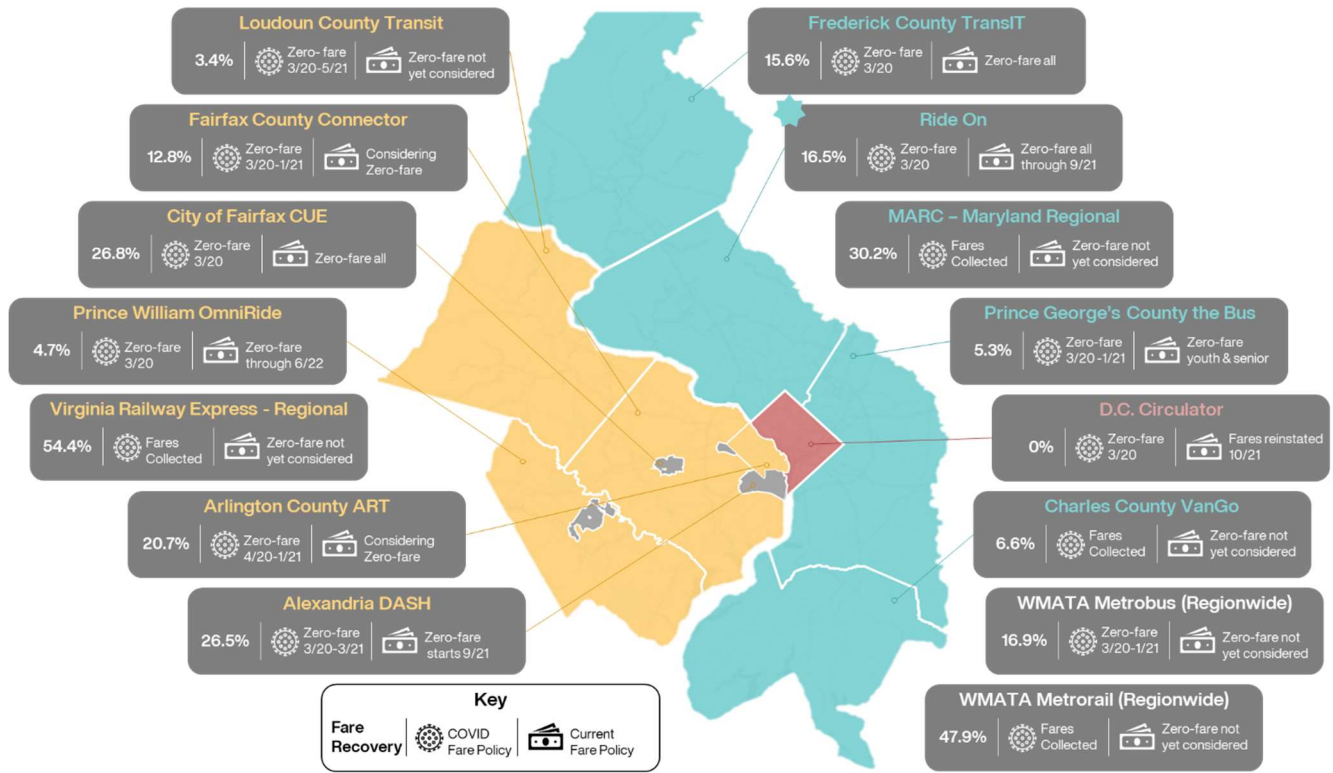 Loudoun County Transit
3.4%
Zero- fare
3/20-5/21
Zero-fare not
yet considered
Fairfax County Connector
12.8%
Zero-fare
3/20-1/21
Considering
Zero-fare
City of Fairfax CUE
26.8%
Zero-fare
3/20
Zero-fare all
Prince William OmniRide
4.7%
Zero-fare
3/20
Zero-fare
through 6/22
Virginia Railway Express - Regional
54.4%
Fares
Collected
Zero-fare not
yet considered
Arlington County ART
20.7%
Zero-fare
4/20-1/21
Considering
Zero-fare
Alexandria DASH
26.5%
Zero-fare
3/20-3/21
Zero-fare
starts 9/21
Frederick County TransIT
15.6%
Zero- fare
3/20
Zero-fare all
Ride On
16.5%
Zero-fare
3/20
Zero-fare all
through 9/21
MARC – Maryland Regional
30.2%
Fares
Collected
Zero-fare not
yet considered
Prince George's County the Bus
5.3%
Zero-fare
3/20 -1/21
Zero-fare
youth & senior
D.C. Circulator
0%
Zero-fare
3/20
Fares reinstated
10/21
Charles County VanGo
6.6%
Fares
Collected
Zero-fare not
yet considered
WMATA Metrobus (Regionwide)
16.9%
Zero-fare
3/20-1/21
Zero-fare not
yet considered
WMATA Metrorail (Regionwide)
47.9%
Fares
Collected
Zero-fare not
yet considered
Key
Fare
Recovery
COVID
Fare Policy
Current
Fare Policy